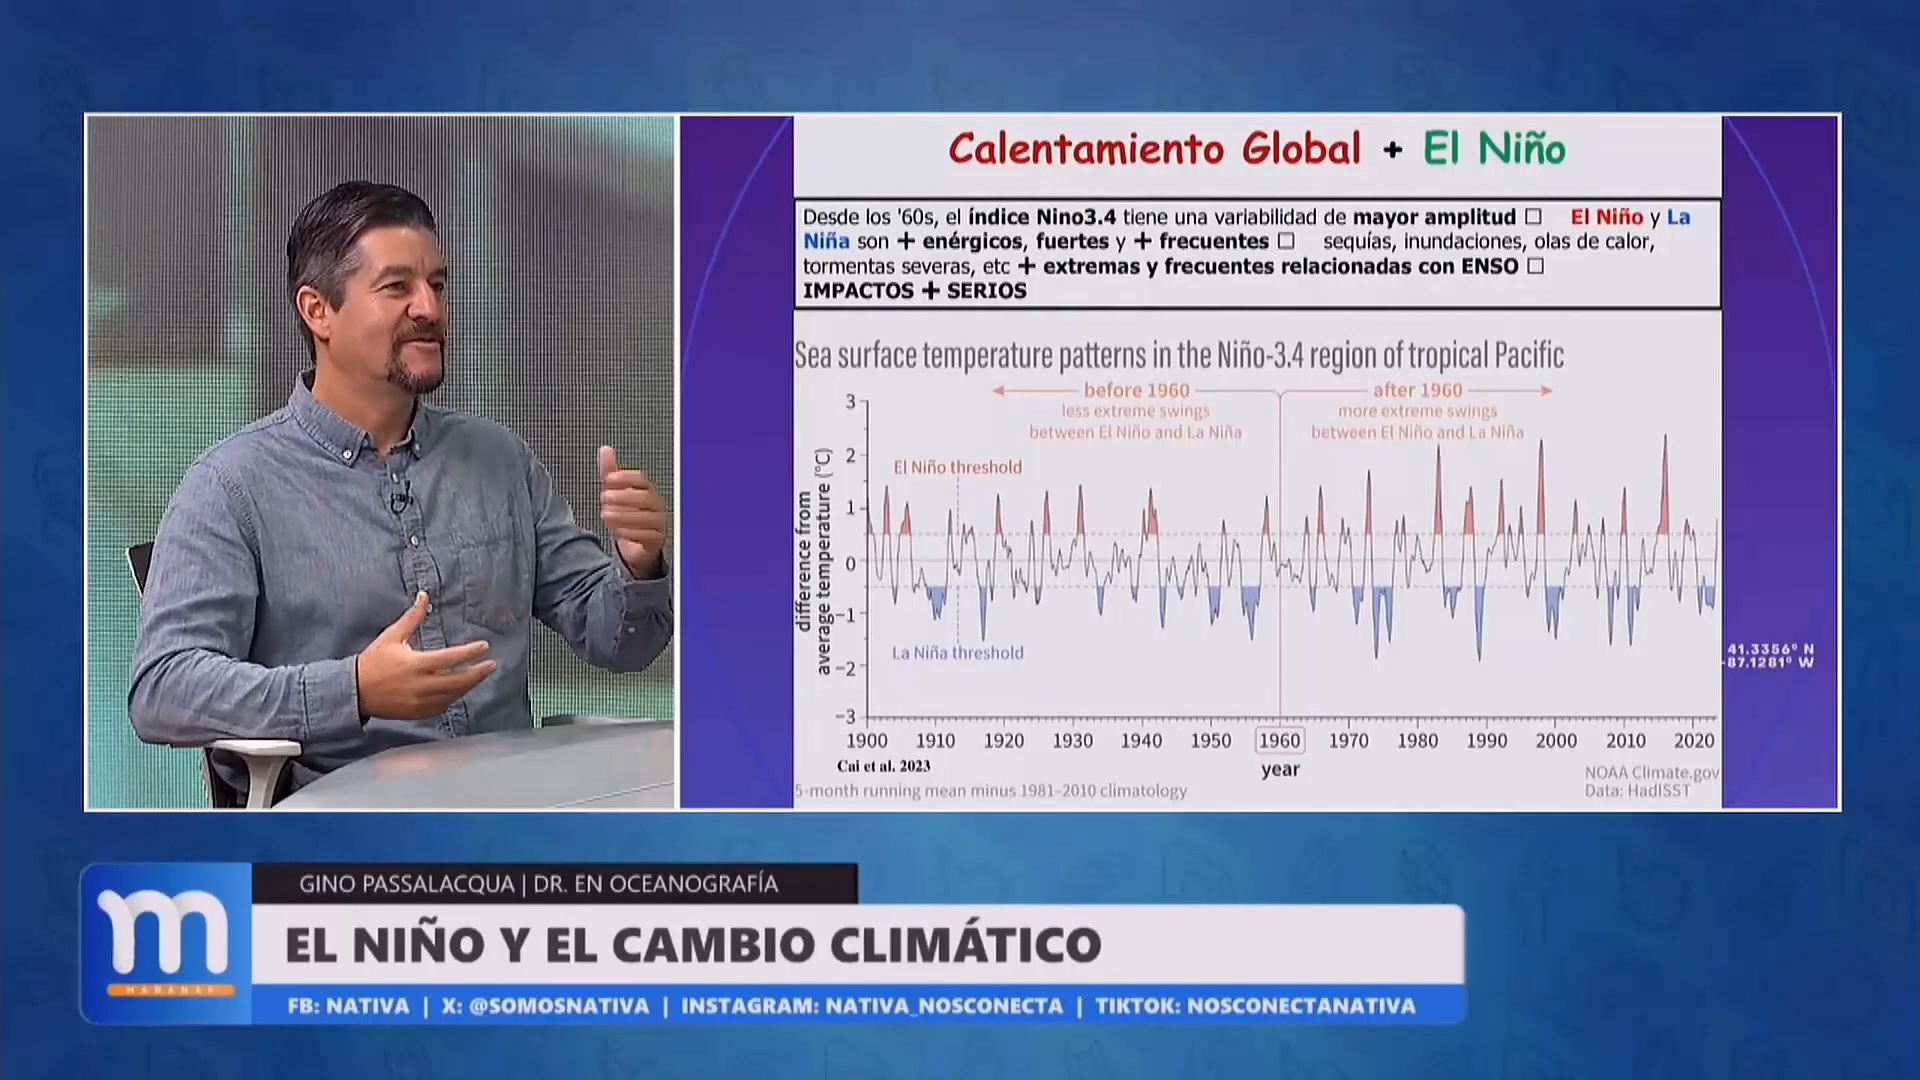 Calentamiento Global + El Niño
Desde los '60s, el índice Nino3.4 tiene una variabilidad de mayor amplitud □ El Niño y La
Niña son + enérgicos, fuertes y + frecuentes □ sequías, inundaciones, olas de calor,
tormentas severas, etc + extremas y frecuentes relacionadas con ENSO □
IMPACTOS + SERIOS
Sea surface temperature patterns in the Niño-3.4 region of tropical Pacific
before 1960
less extreme swings
between El Niño and La Niña
after 1960
more extreme swings
between El Niño and La Niña
difference from
average temperature (°C)
3
2
1
0
−1
−2
−3
El Niño threshold
La Niña threshold
1900 1910 1920 1930 1940 1950 1960 1970 1980 1990 2000 2010 2020
year
Cai et al. 2023
5-month running mean minus 1981–2010 climatology
NOAA Climate.gov
Data: HadISST
41.3356° N
-87.1281° W
GINO PASSALACQUA | DR. EN OCEANOGRAFÍA
EL NIÑO Y EL CAMBIO CLIMÁTICO
m
MAÑANAS
FB: NATIVA | X: @SOMOSNATIVA | INSTAGRAM: NATIVA_NOSCONECTA | TIKTOK: NOSCONECTANATIVA